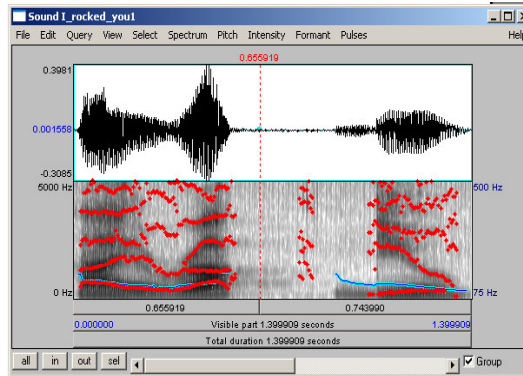 Sound I_rocked_you1
File Edit Query View Select Spectrum Pitch Intensity Formant Pulses Help
0.655919
0.3981
0.001558
-0.3085
5000 Hz 500 Hz
0 Hz 75 Hz
0.655919 0.743990
0.000000 Visible part 1.399909 seconds 1.399909
Total duration 1.399909 seconds
all in out sel Group